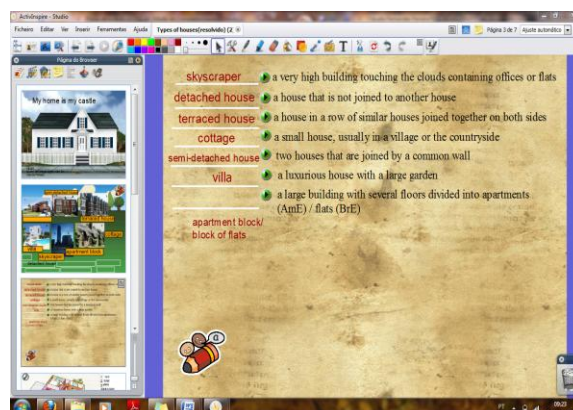 ActivInspire - Studio
Ficheiro Editar Ver Inserir Ferramentas Ajuda
Types of houses(resolvido) (2
Página 3 de 7
Ajuste automático
Página do Browser
My home is my castle
skyscraper
a very high building touching the clouds containing offices or flats
detached house
a house that is not joined to another house
terraced house
a house in a row of similar houses joined together on both sides
cottage
a small house, usually in a village or the countryside
semi-detached house
two houses that are joined by a common wall
villa
a luxurious house with a large garden
a large building with several floors divided into apartments
(AmE) / flats (BrE)
apartment block/
block of flats
PT
09:25